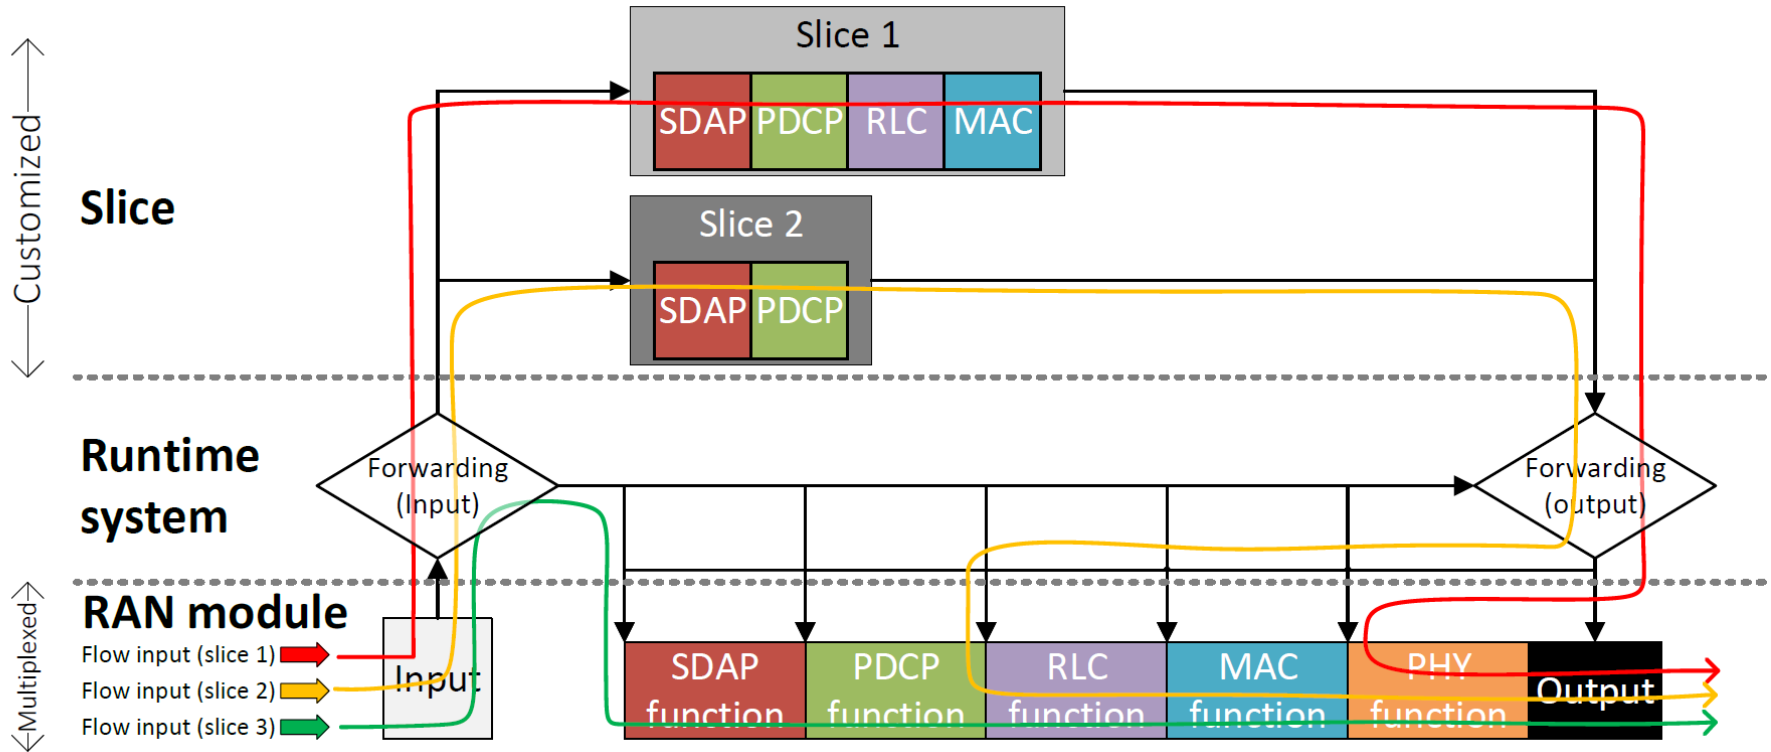 Customized
Slice
Slice 1
SDAP PDCP RLC MAC
Slice 2
SDAP PDCP
Runtime
system
Forwarding
(Input)
Forwarding
(output)
Multiplexed
RAN module
Flow input (slice 1)
Flow input (slice 2)
Flow input (slice 3)
Input
SDAP
function
PDCP
function
RLC
function
MAC
function
PHY
function
Output